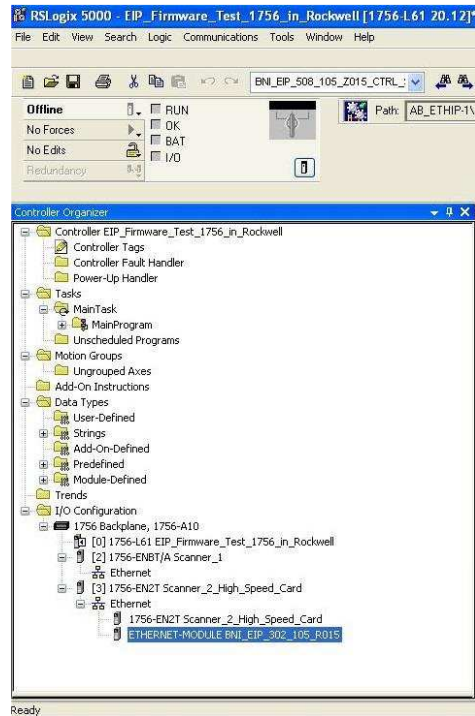 RSLogix 5000 - EIP_Firmware_Test_1756_in_Rockwell [1756-L61 20.12]*
File Edit View Search Logic Communications Tools Window Help
BNI_EIP_508_105_Z015_CTRL_:
Offline
RUN
Path: AB_ETHIP-1\
No Forces
OK
BAT
No Edits
I/O
Redundancy
Controller Organizer
Controller EIP_Firmware_Test_1756_in_Rockwell
Controller Tags
Controller Fault Handler
Power-Up Handler
Tasks
MainTask
MainProgram
Unscheduled Programs
Motion Groups
Ungrouped Axes
Add-On Instructions
Data Types
User-Defined
Strings
Add-On-Defined
Predefined
Module-Defined
Trends
I/O Configuration
1756 Backplane, 1756-A10
[0] 1756-L61 EIP_Firmware_Test_1756_in_Rockwell
[2] 1756-ENBT/A Scanner_1
Ethernet
[3] 1756-EN2T Scanner_2_High_Speed_Card
Ethernet
1756-EN2T Scanner_2_High_Speed_Card
ETHERNET-MODULE BNI_EIP_302_105_R015
Ready